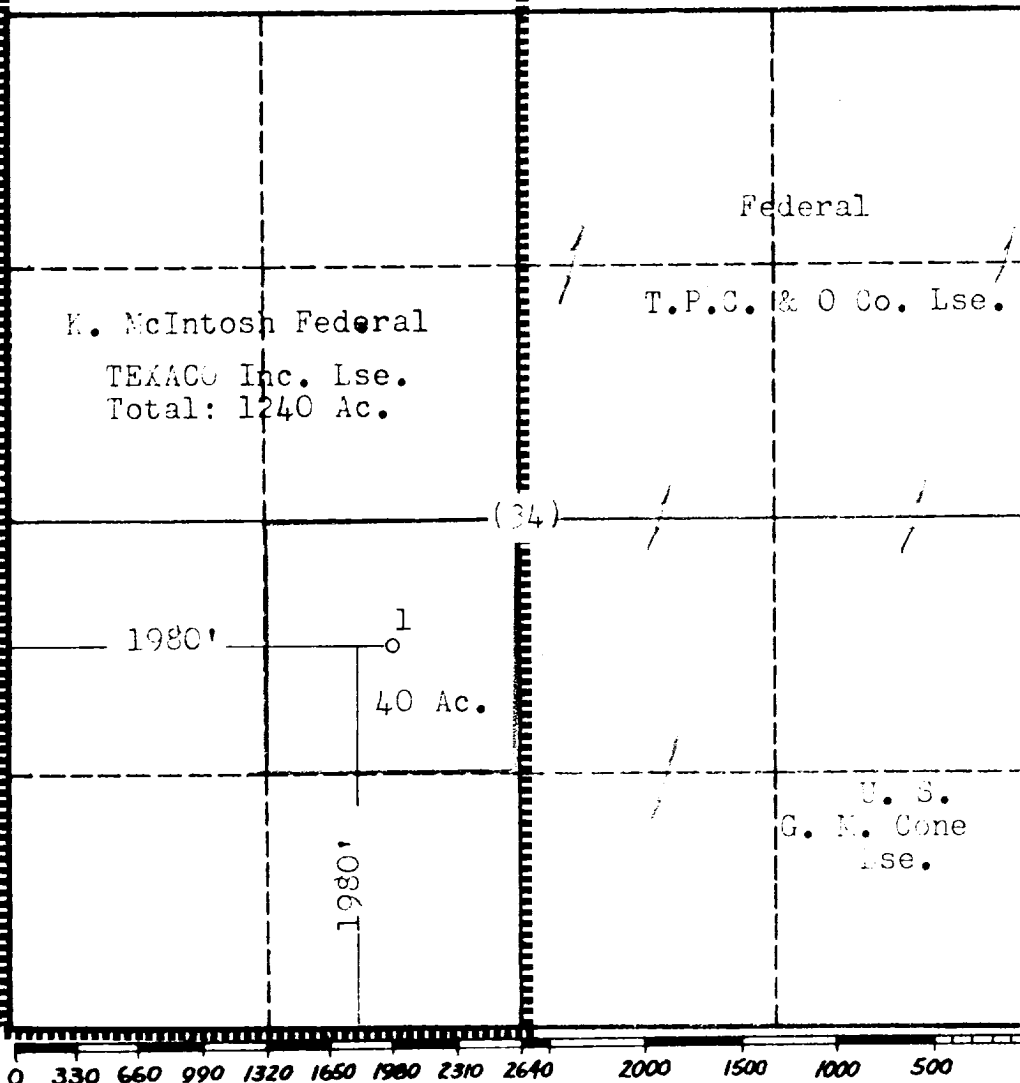 Federal
T.P.C. & O Co. Lse.
K. McIntosh Federal
TEXACO Inc. Lse.
Total: 1240 Ac.
(34)
1980'
1
40 Ac.
1980'
U. S.
G. M. Cone
Lse.
0 330 660 990 1320 1650 1980 2310 2640 2000 1500 1000 500